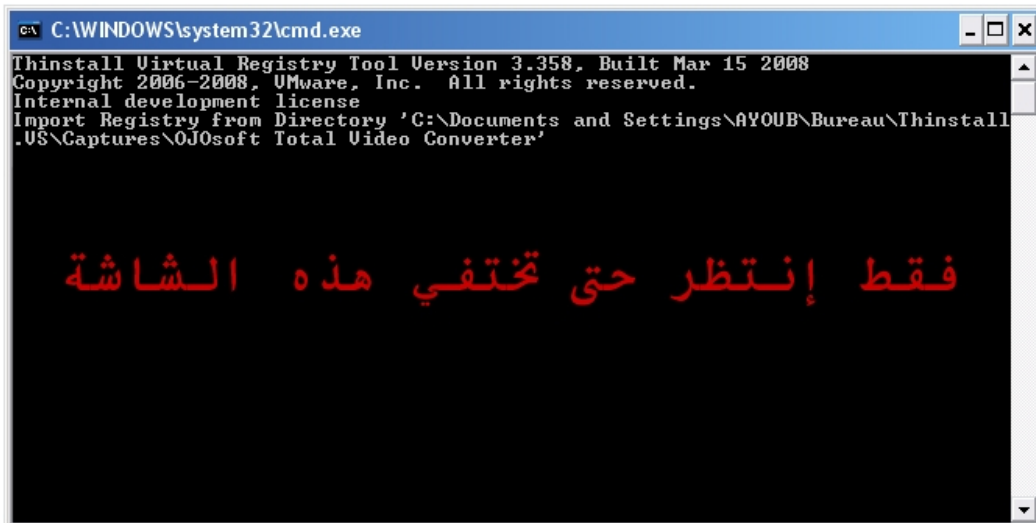 C:\WINDOWS\system32\cmd.exe
Thinstall Virtual Registry Tool Version 3.358, Built Mar 15 2008
Copyright 2006-2008, VMware, Inc.  All rights reserved.
Internal development license
Import Registry from Directory 'C:\Documents and Settings\AYOUB\Bureau\Thinstall
.VS\Captures\OJOsoft Total Video Converter'
فقط إنتظر حتى تختفي هذه الشاشة